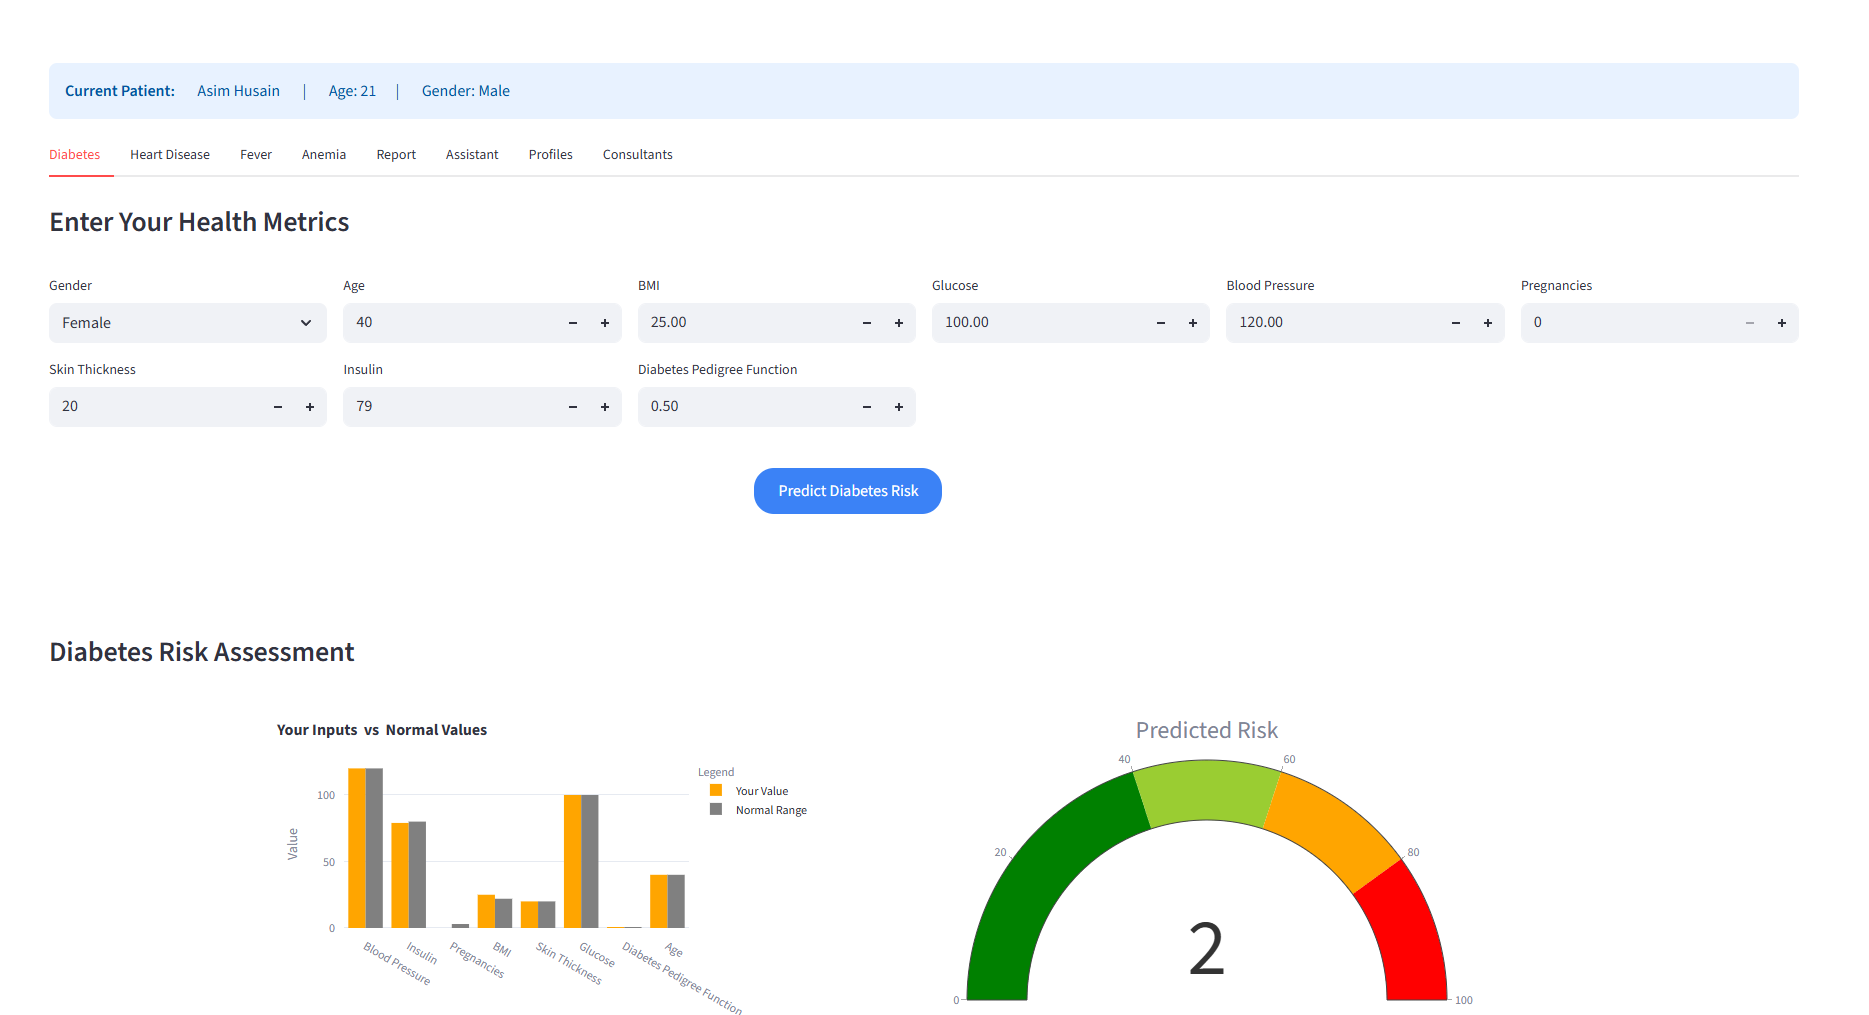 Current Patient: Asim Husain | Age: 21 | Gender: Male
Diabetes Heart Disease Fever Anemia Report Assistant Profiles Consultants
Enter Your Health Metrics
Gender Age BMI Glucose Blood Pressure Pregnancies
Female 40 25.00 100.00 120.00 0
Skin Thickness Insulin Diabetes Pedigree Function
20 79 0.50
Predict Diabetes Risk
Diabetes Risk Assessment
Your Inputs vs Normal Values
Legend
Your Value
Normal Range
Value
100
50
0
Blood Pressure
Insulin
Pregnancies
BMI
Skin Thickness
Glucose
Diabetes Pedigree Function
Age
Predicted Risk
0
20
40
60
80
100
2